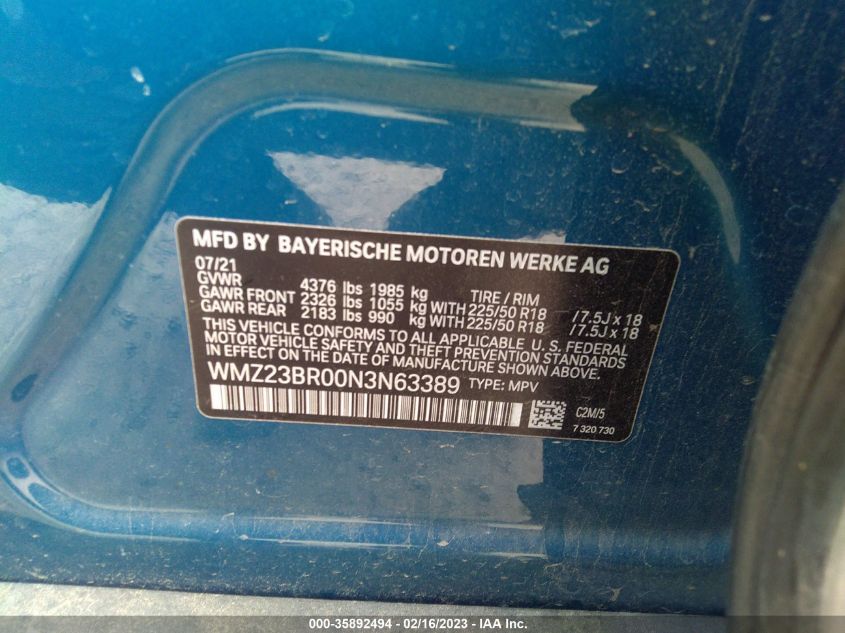 MFD BY BAYERISCHE MOTOREN WERKE AG
07/21
GVWR 4376 lbs 1985 kg TIRE / RIM
GAWR FRONT 2326 lbs 1055 kg WITH 225/50 R18 / 7.5J x 18
GAWR REAR 2183 lbs 990 kg WITH 225/50 R18 / 7.5J x 18
THIS VEHICLE CONFORMS TO ALL APPLICABLE U. S. FEDERAL
MOTOR VEHICLE SAFETY AND THEFT PREVENTION STANDARDS
IN EFFECT ON THE DATE OF MANUFACTURE SHOWN ABOVE.
WMZ23BR00N3N63389 TYPE: MPV
C2M/5
7 320 730
000-35892494 - 02/16/2023 - IAA Inc.